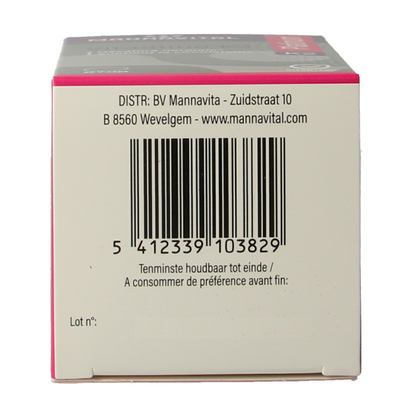 MANNAVITAL
DISTR: BV Mannavita - Zuidstraat 10
B 8560 Wevelgem - www.mannavital.com
5 412339 103829
Tenminste houdbaar tot einde /
A consommer de préférence avant fin:
Lot n°: